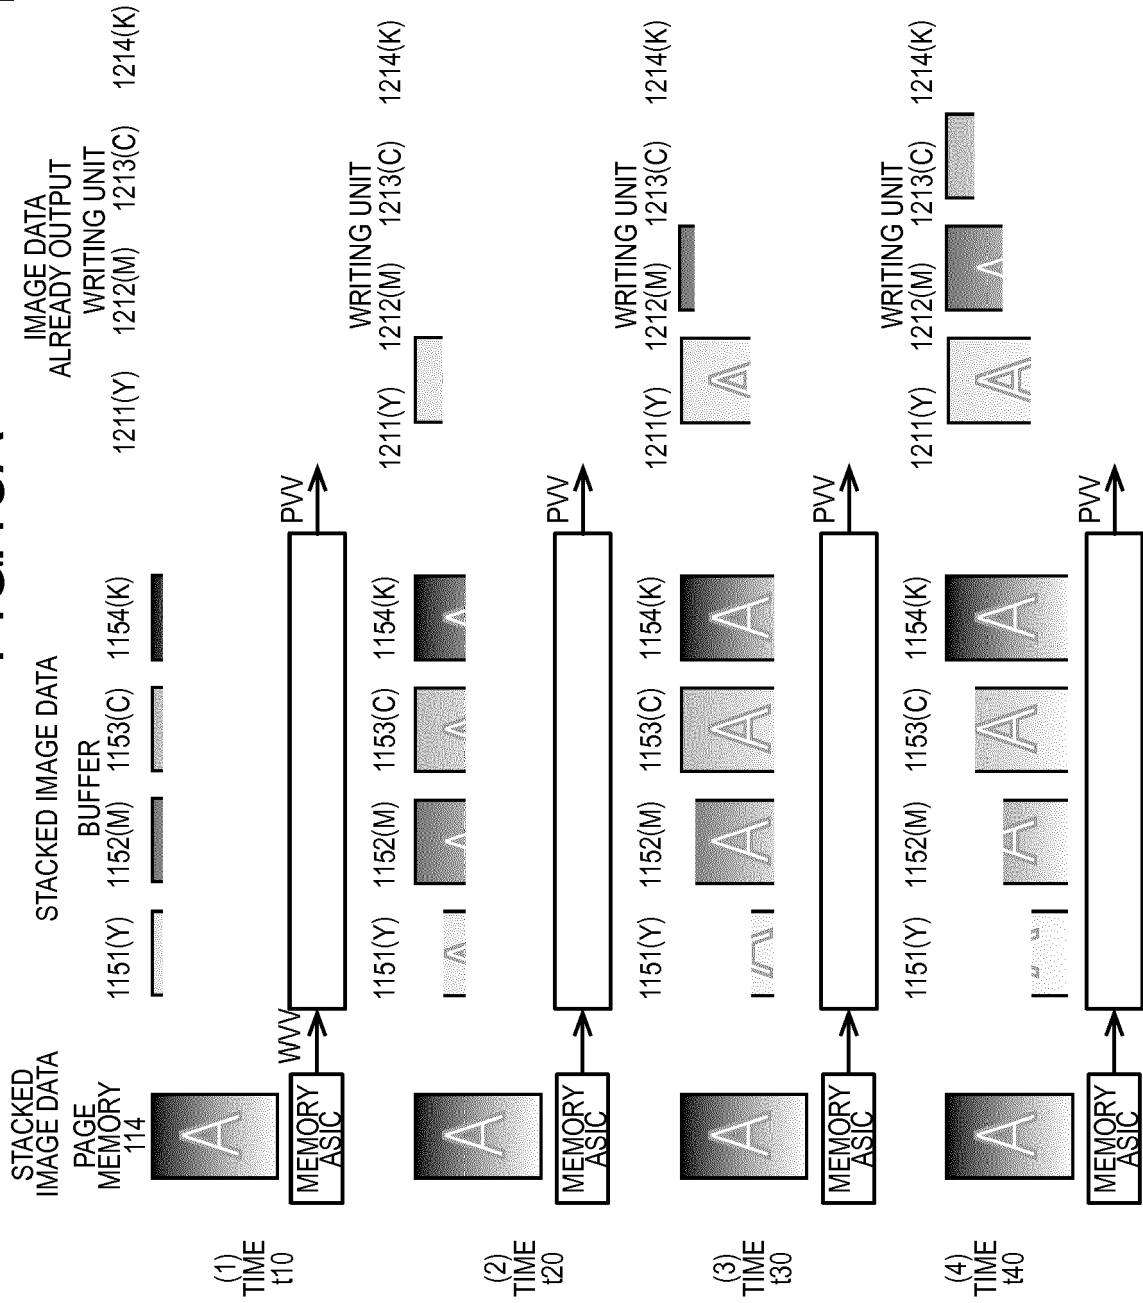 STACKED
IMAGE DATA
PAGE
MEMORY
114
STACKED IMAGE DATA
BUFFER
1151(Y) 1152(M) 1153(C) 1154(K)
IMAGE DATA
ALREADY OUTPUT
WRITING UNIT
1211(Y) 1212(M) 1213(C) 1214(K)
(1)
TIME
t10
A
MEMORY
ASIC
WVV
PVV
1151(Y) 1152(M) 1153(C) 1154(K)
WRITING UNIT
1211(Y) 1212(M) 1213(C) 1214(K)
(2)
TIME
t20
A A A A A
MEMORY
ASIC
PVV
1151(Y) 1152(M) 1153(C) 1154(K)
WRITING UNIT
1211(Y) 1212(M) 1213(C) 1214(K)
(3)
TIME
t30
A A A A A A
MEMORY
ASIC
PVV
1151(Y) 1152(M) 1153(C) 1154(K)
WRITING UNIT
1211(Y) 1212(M) 1213(C) 1214(K)
(4)
TIME
t40
A A A A A A A
MEMORY
ASIC
PVV